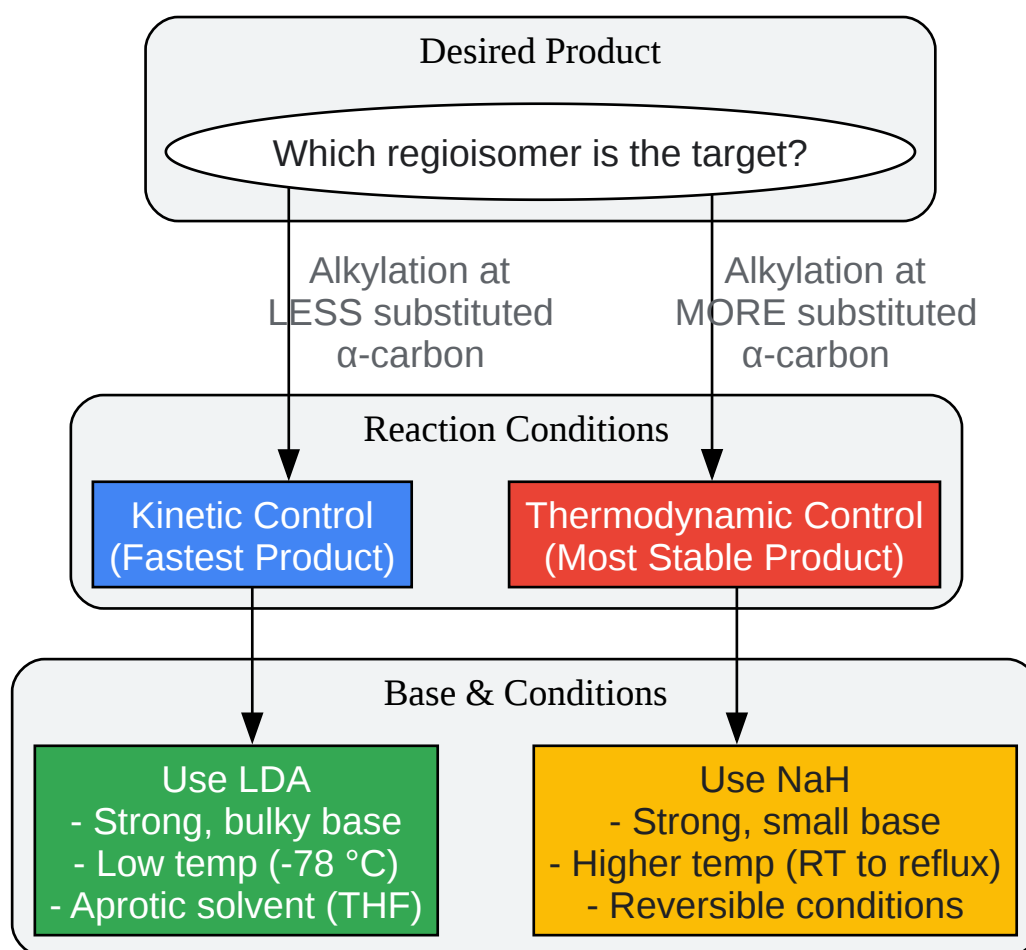 Desired Product
Which regioisomer is the target?
Alkylation at
LESS substituted
α-carbon
Alkylation at
MORE substituted
α-carbon
Reaction Conditions
Kinetic Control
(Fastest Product)
Thermodynamic Control
(Most Stable Product)
Base & Conditions
Use LDA
- Strong, bulky base
- Low temp (-78 °C)
- Aprotic solvent (THF)
Use NaH
- Strong, small base
- Higher temp (RT to reflux)
- Reversible conditions